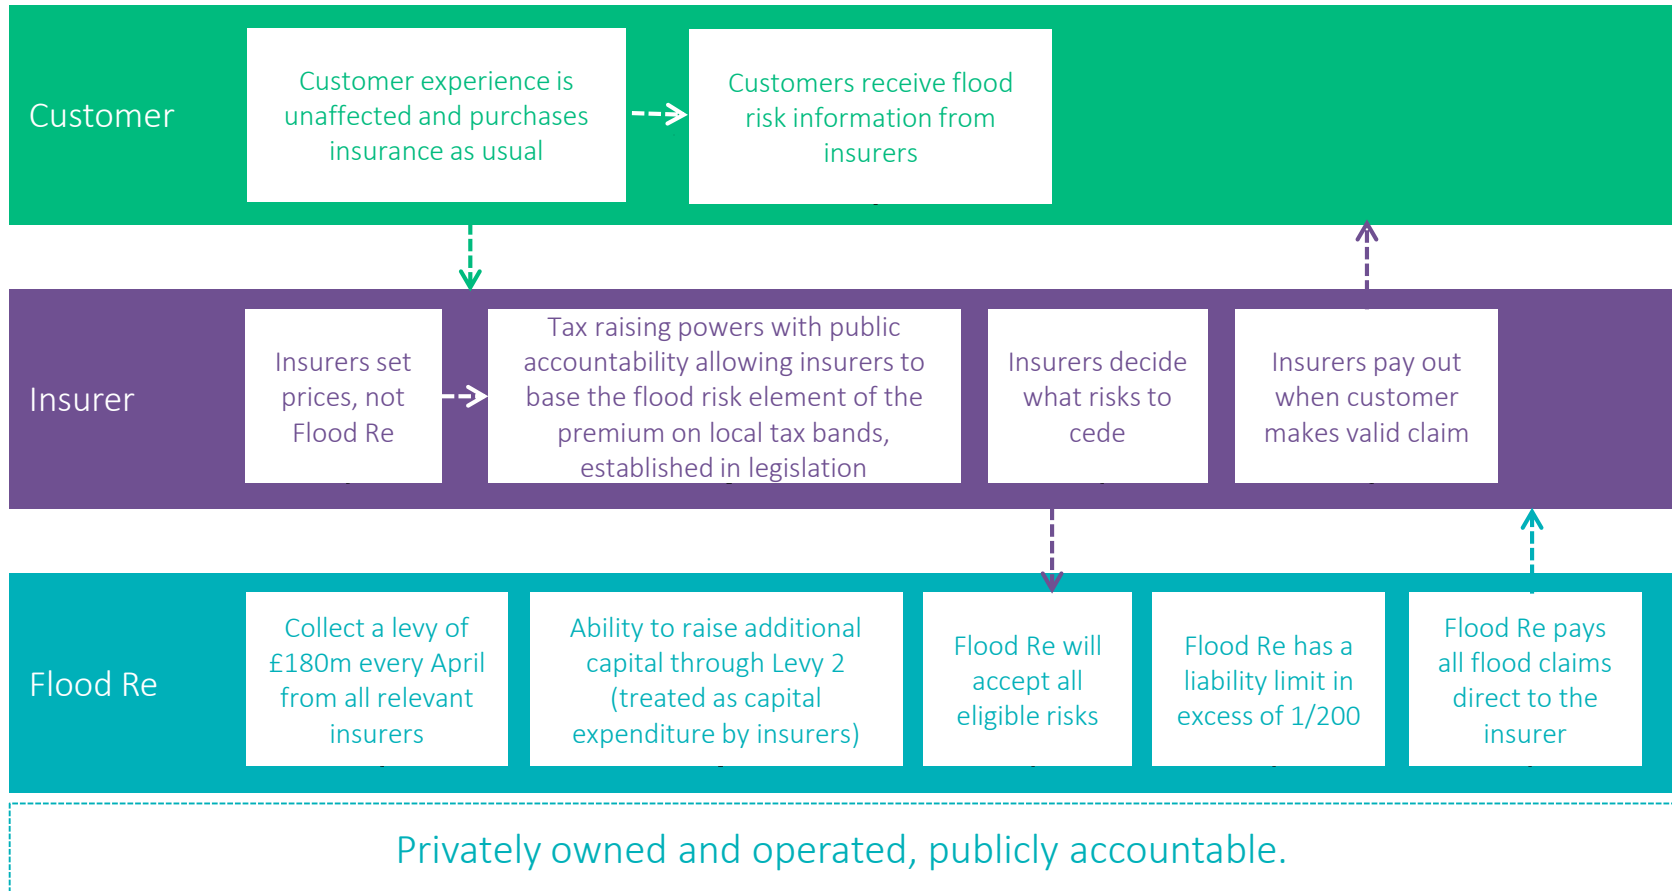 Customer
Customer experience is
unaffected and purchases
insurance as usual
Customers receive flood
risk information from
insurers
Insurer
Insurers set
prices, not
Flood Re
Tax raising powers with public
accountability allowing insurers to
base the flood risk element of the
premium on local tax bands,
established in legislation
Insurers decide
what risks to
cede
Insurers pay out
when customer
makes valid claim
Flood Re
Collect a levy of
£180m every April
from all relevant
insurers
Ability to raise additional
capital through Levy 2
(treated as capital
expenditure by insurers)
Flood Re will
accept all
eligible risks
Flood Re has a
liability limit in
excess of 1/200
Flood Re pays
all flood claims
direct to the
insurer
Privately owned and operated, publicly accountable.